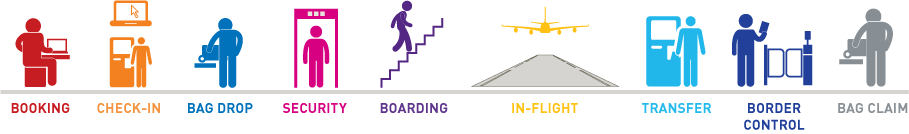 BOOKING
CHECK-IN
BAG DROP
SECURITY
BOARDING
IN-FLIGHT
TRANSFER
BORDER
CONTROL
BAG CLAIM